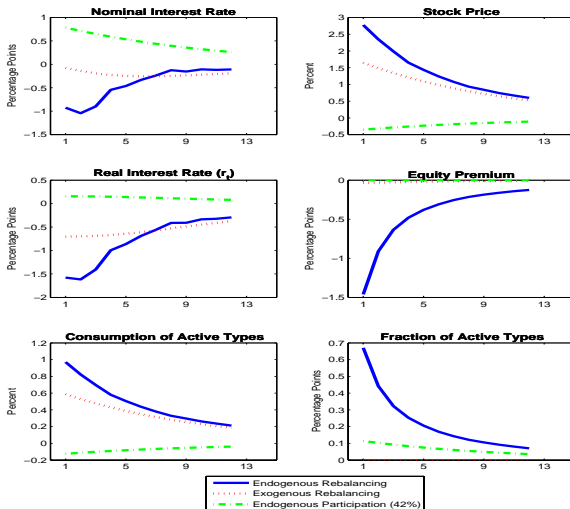 Nominal Interest Rate
Percentage Points
1
0.5
0
−0.5
−1
−1.5
1 5 9 13
Stock Price
Percent
3
2.5
2
1.5
1
0.5
0
−0.5
1 5 9 13
Real Interest Rate (rₜ)
Percentage Points
0.5
0
−0.5
−1
−1.5
−2
1 5 9 13
Equity Premium
Percentage Points
0
−0.5
−1
−1.5
1 5 9 13
Consumption of Active Types
Percent
1.2
1
0.8
0.6
0.4
0.2
0
−0.2
1 5 9 13
Fraction of Active Types
Percentage Points
0.7
0.6
0.5
0.4
0.3
0.2
0.1
0
1 5 9 13
Endogenous Rebalancing
Exogenous Rebalancing
Endogenous Participation (42%)